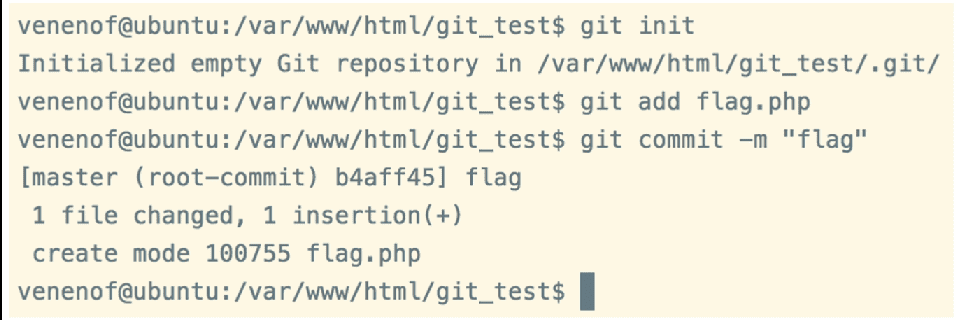 venenof@ubuntu:/var/www/html/git_test$ git init
Initialized empty Git repository in /var/www/html/git_test/.git/
venenof@ubuntu:/var/www/html/git_test$ git add flag.php
venenof@ubuntu:/var/www/html/git_test$ git commit -m "flag"
[master (root-commit) b4aff45] flag
 1 file changed, 1 insertion(+)
 create mode 100755 flag.php
venenof@ubuntu:/var/www/html/git_test$